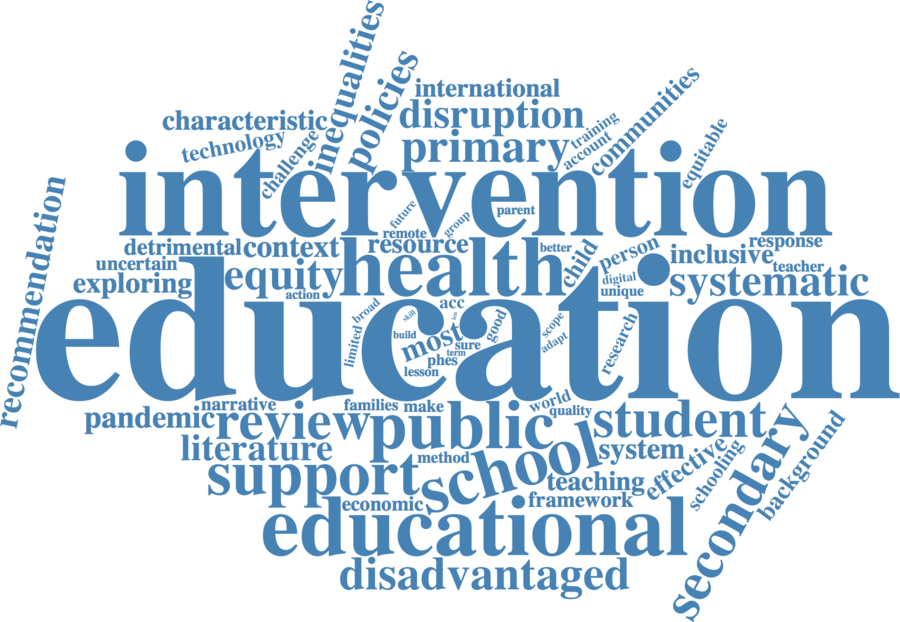 inequalities
policies
international
disruption
characteristic
technology
challenge
primary
training
account
communities
equitable
intervention
recommendation
future
group
parent
remote
detrimental
context
resource
better
child
person
inclusive
response
uncertain
exploring
equity
health
digital
unique
systematic
teacher
action
education
broad
limited
skill
acc
ics
build
most
good
sure
term
phes
lesson
scope
adapt
research
pandemic
narrative
review
families
make
public
world
quality
student
literature
method
school
system
effective
schooling
secondary
background
support
teaching
economic
framework
educational
disadvantaged